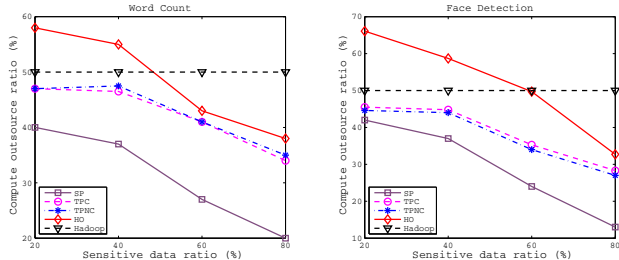 Word Count
Compute outsource ratio (%)
60
50
40
30
20
SP
TPC
TPNC
HO
Hadoop
20 40 60 80
Sensitive data ratio (%)
Face Detection
Compute outsource ratio (%)
70
60
50
40
30
20
10
SP
TPC
TPNC
HO
Hadoop
20 40 60 80
Sensitive data ratio (%)